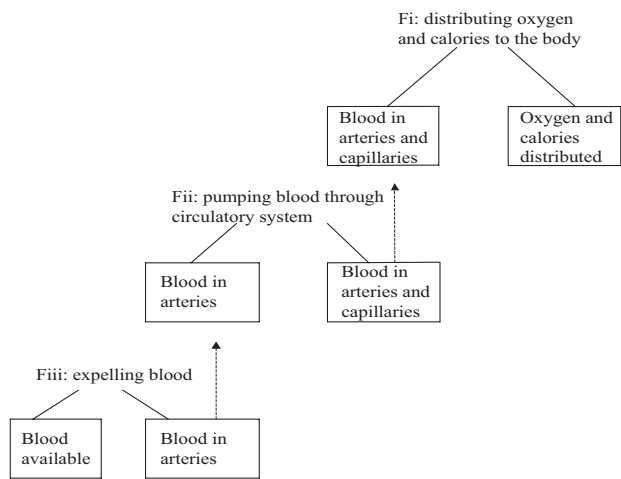 Fi: distributing oxygen
and calories to the body
Blood in
arteries and
capillaries
Oxygen and
calories
distributed
Fii: pumping blood through
circulatory system
Blood in
arteries
Blood in
arteries and
capillaries
Fiii: expelling blood
Blood
available
Blood in
arteries